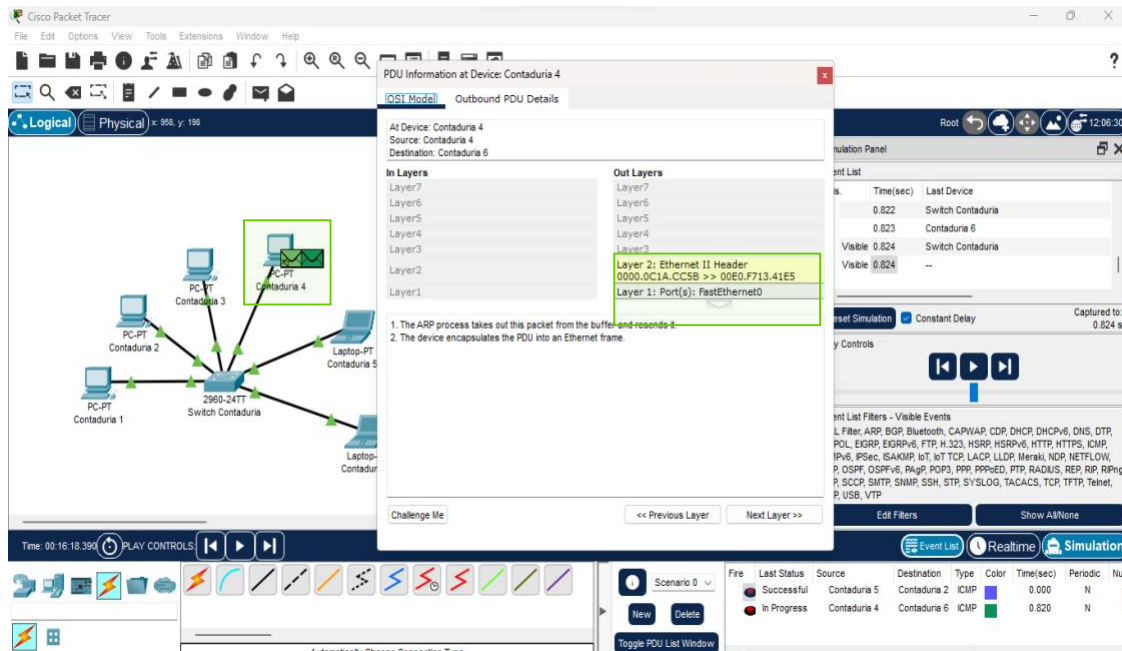 Cisco Packet Tracer
File Edit Options View Tools Extensions Window Help
?
Logical Physical x: 958, y: 198
Root 12:06:30
PC-PT
Contaduria 4
PC-PT
Contaduria 3
PC-PT
Contaduria 2
Laptop-PT
Contaduria 5
PC-PT
Contaduria 1
2960-24TT
Switch Contaduria
Laptop-
Contadur
PDU Information at Device: Contaduria 4
x
OSI Model Outbound PDU Details
At Device: Contaduria 4
Source: Contaduria 4
Destination: Contaduria 6
In Layers Out Layers
Layer7 Layer7
Layer6 Layer6
Layer5 Layer5
Layer4 Layer4
Layer3 Layer3
Layer2 Layer 2: Ethernet II Header
0000.0C1A.CC5B >> 00E0.F713.41E5
Layer1 Layer 1: Port(s): FastEthernet0
1. The ARP process takes out this packet from the buffer and resends it.
2. The device encapsulates the PDU into an Ethernet frame.
Challenge Me << Previous Layer Next Layer >>
nulation Panel
ent List
is. Time(sec) Last Device
0.822 Switch Contaduria
0.823 Contaduria 6
Visible 0.824 Switch Contaduria
Visible 0.824 --
eset Simulation Constant Delay Captured to:
0.824 s
y Controls
ent List Filters - Visible Events
L Filter, ARP, BGP, Bluetooth, CAPWAP, CDP, DHCP, DHCPv6, DNS, DTP,
POL, EIGRP, EIGRPv6, FTP, H.323, HSRP, HSRPv6, HTTP, HTTPS, ICMP,
IPv6, IPSec, ISAKMP, IoT, IoT TCP, LACP, LLDP, Meraki, NDP, NETFLOW,
P, OSPF, OSPFv6, PAgP, POP3, PPP, PPPoED, PTP, RADIUS, REP, RIP, RIPng
P, SCCP, SMTP, SNMP, SSH, STP, SYSLOG, TACACS, TCP, TFTP, Telnet,
P, USB, VTP
Edit Filters Show All/None
Time: 00:16:18.390 PLAY CONTROLS:
Event List Realtime Simulation
Scenario 0
New Delete
Toggle PDU List Window
Fire Last Status Source Destination Type Color Time(sec) Periodic Nu
Successful Contaduria 5 Contaduria 2 ICMP 0.000 N
In Progress Contaduria 4 Contaduria 6 ICMP 0.820 N
Automatically Choose Connection Type